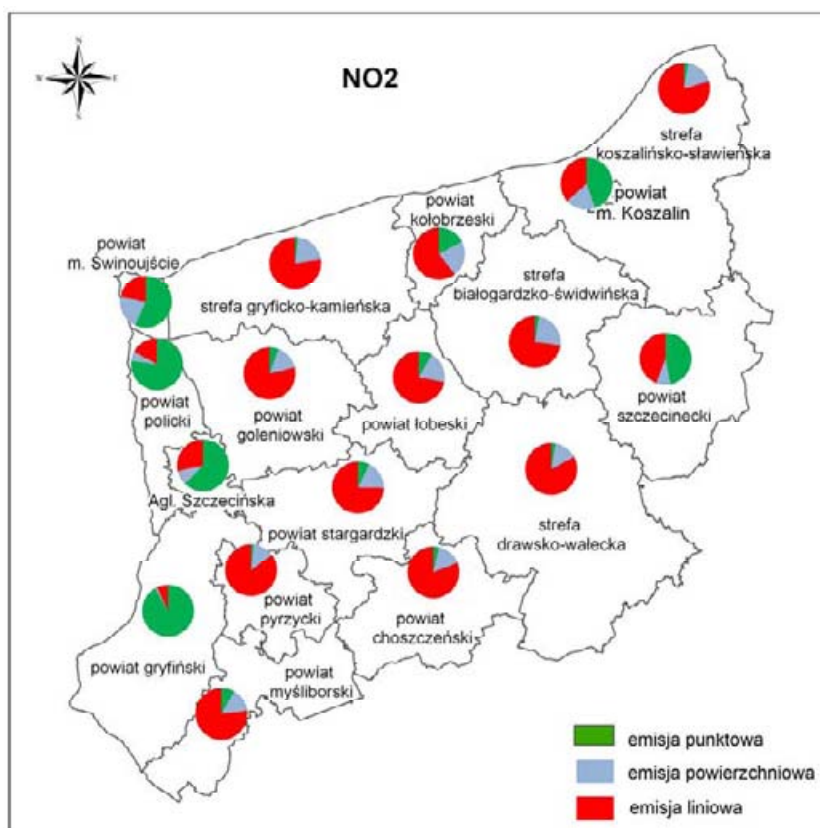 NO2
N
W
E
S
strefa
koszalińsko-sławieńska
powiat
m. Koszalin
powiat
kołobrzeski
powiat
m. Świnoujście
strefa gryficko-kamieńska
strefa
białogardzko-świdwińska
powiat
policki
powiat
goleniowski
powiat łobeski
powiat
szczecinecki
Agl. Szczecińska
powiat stargardzki
strefa
drawsko-wałecka
powiat
pyrzycki
powiat
choszczeński
powiat gryfiński
powiat
myśliborski
emisja punktowa
emisja powierzchniowa
emisja liniowa